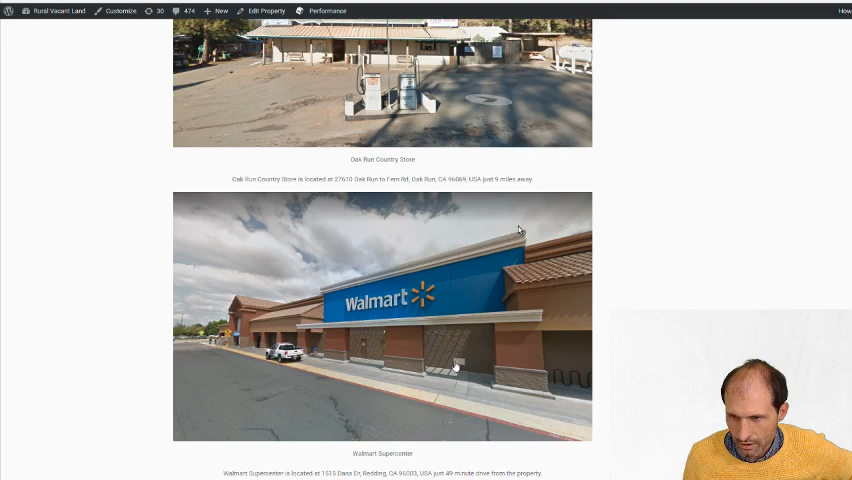 Rural Vacant Land Customize 30 474 New Edit Property Performance How
Oak Run Country Store
Oak Run Country Store is located at 27610 Oak Run to Fern Rd, Oak Run, CA 96069, USA just 9 miles away.
Walmart
Walmart Supercenter
Walmart Supercenter is located at 1515 Dana Dr, Redding, CA 96003, USA just 49 minute drive from the property.